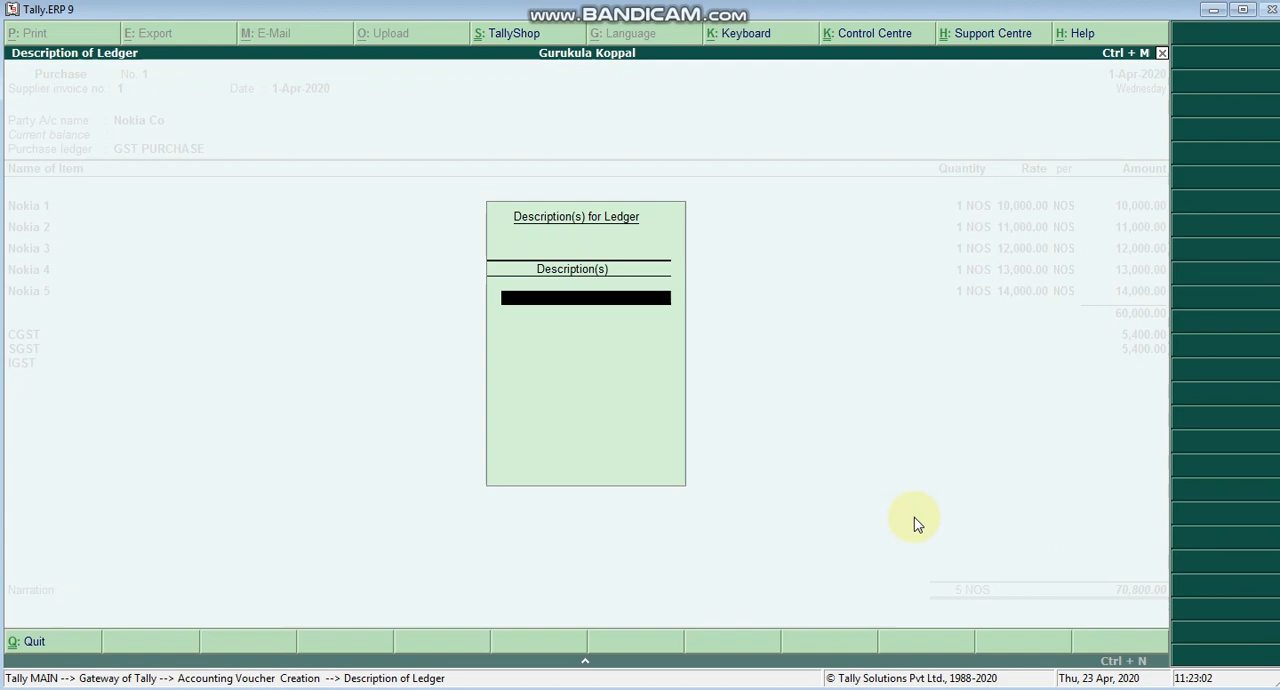 Tally.ERP 9
www.BANDICAM.com
P: Print E: Export M: E-Mail O: Upload S: TallyShop G: Language K: Keyboard K: Control Centre H: Support Centre H: Help
Description of Ledger Gurukula Koppal Ctrl + M
Purchase No. 1 1-Apr-2020
Supplier invoice no.: 1 Date 1-Apr-2020 Wednesday
Party A/c name : Nokia Co
Current balance :
Purchase ledger : GST PURCHASE
Name of Item Quantity Rate per Amount
Nokia 1 1 NOS 10,000.00 NOS 10,000.00
Nokia 2 1 NOS 11,000.00 NOS 11,000.00
Nokia 3 1 NOS 12,000.00 NOS 12,000.00
Nokia 4 1 NOS 13,000.00 NOS 13,000.00
Nokia 5 1 NOS 14,000.00 NOS 14,000.00
60,000.00
CGST 5,400.00
SGST 5,400.00
IGST
Description(s) for Ledger
Description(s)
Narration 5 NOS 70,800.00
Q: Quit
Ctrl + N
Tally MAIN --> Gateway of Tally --> Accounting Voucher Creation --> Description of Ledger © Tally Solutions Pvt Ltd., 1988-2020 Thu, 23 Apr, 2020 11:23:02